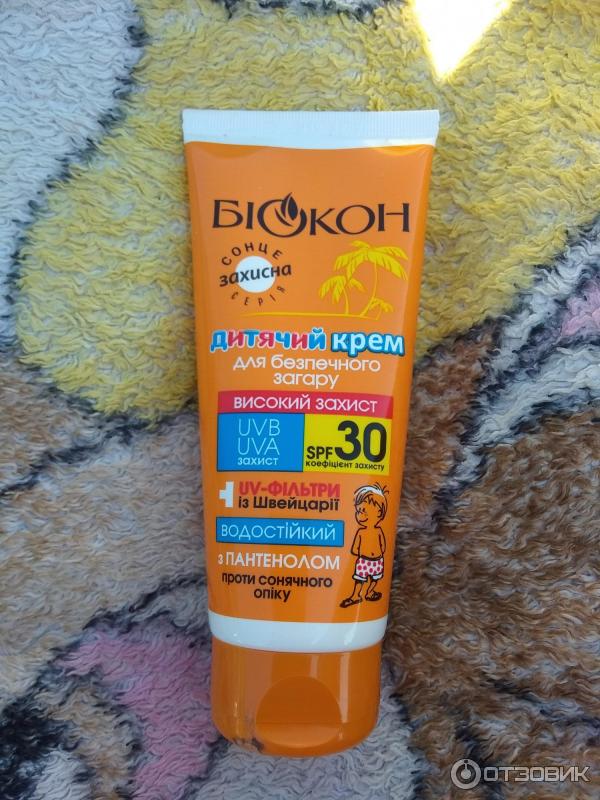 БІОКОН
СОНЦЕ
захисна
СЕРІЯ
дитячий крем
для безпечного
загару
ВИСОКИЙ ЗАХИСТ
UVB
UVA
захист
SPF 30
коефіцієнт захисту
UV-ФІЛЬТРИ
із Швейцарії
ВОДОСТІЙКИЙ
з ПАНТЕНОЛОМ
проти сонячного
опіку
ОТЗОВИК